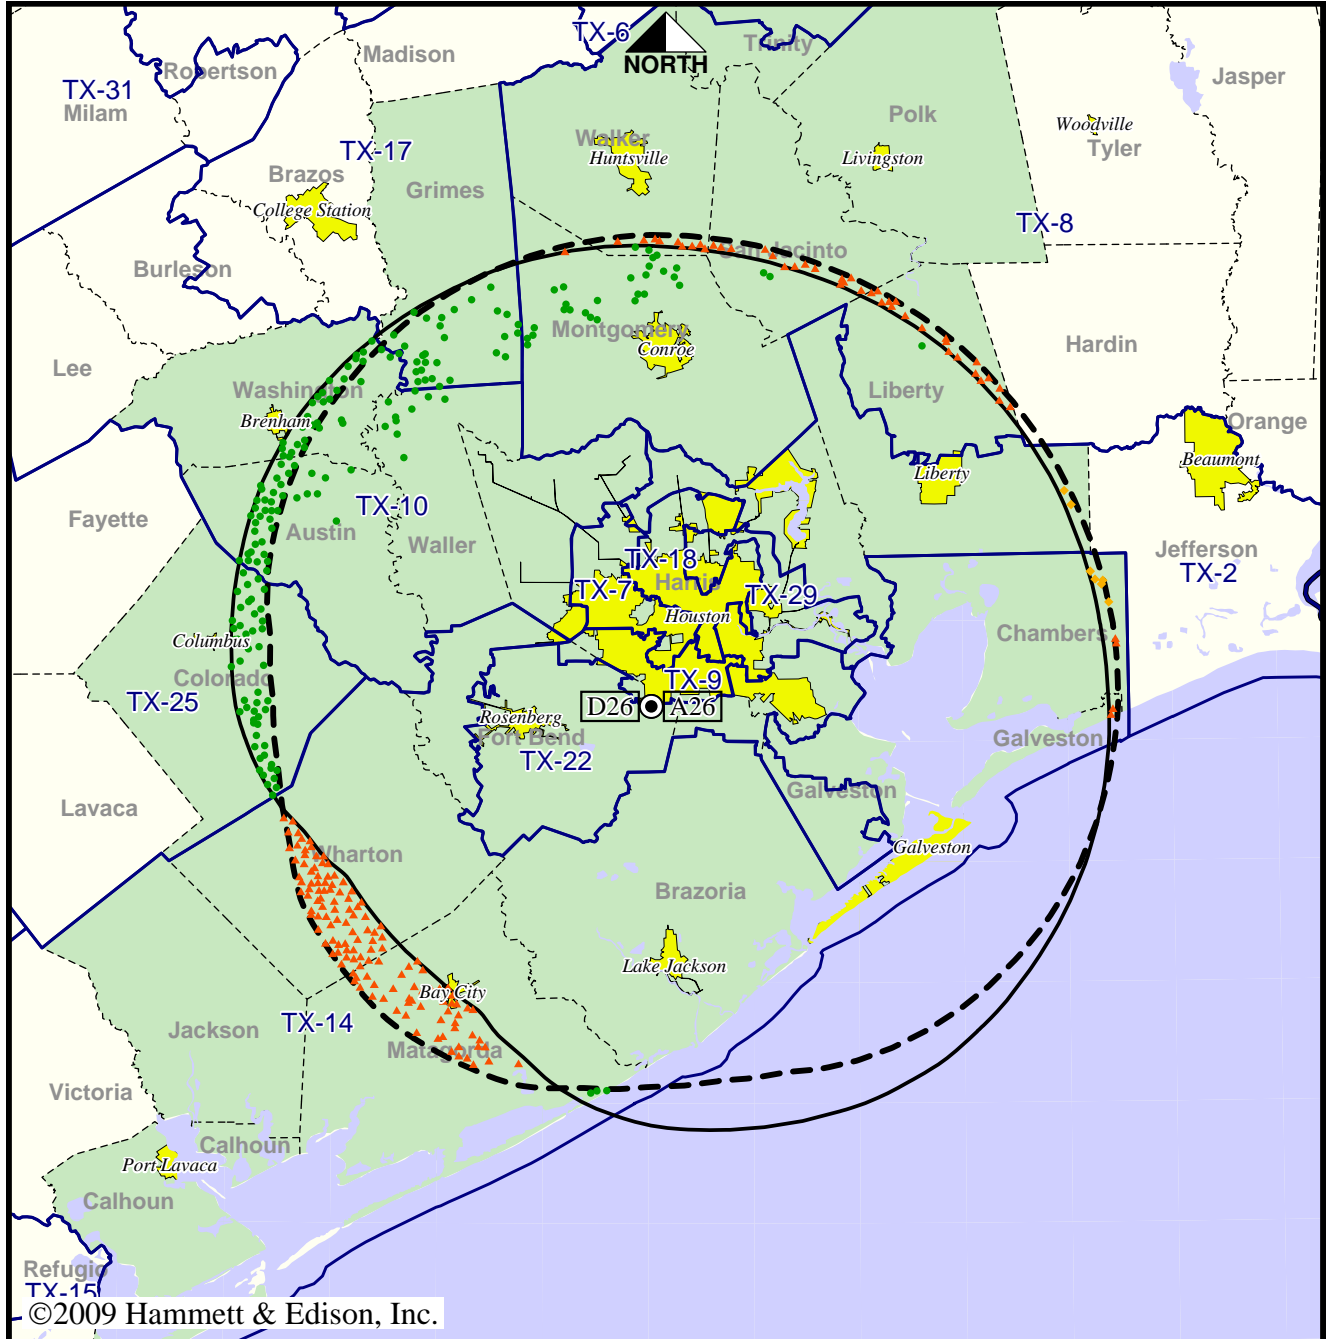 TX-6
Trinity
Madison
NORTH
Robertson
Jasper
TX-31
Milam
Polk
Woodville
Walker
Tyler
Huntsville
Livingston
TX-17
Brazos
Grimes
College Station
TX-8
San Jacinto
Burleson
Montgomery
Conroe
Hardin
Lee
Washington
Liberty
Brenham
Orange
Beaumont
Liberty
TX-10
Fayette
Austin
Waller
Jefferson
TX-18
TX-2
Harris
TX-7
TX-29
Houston
Chambers
Columbus
Colorado
TX-9
TX-25
D26
A26
Rosenberg
Fort Bend
Galveston
TX-22
Galveston
Lavaca
Galveston
Wharton
Brazoria
Lake Jackson
Bay City
TX-14
Jackson
Matagorda
Victoria
Calhoun
Port Lavaca
Calhoun
Refugio
TX-15
©2009 Hammett & Edison, Inc.